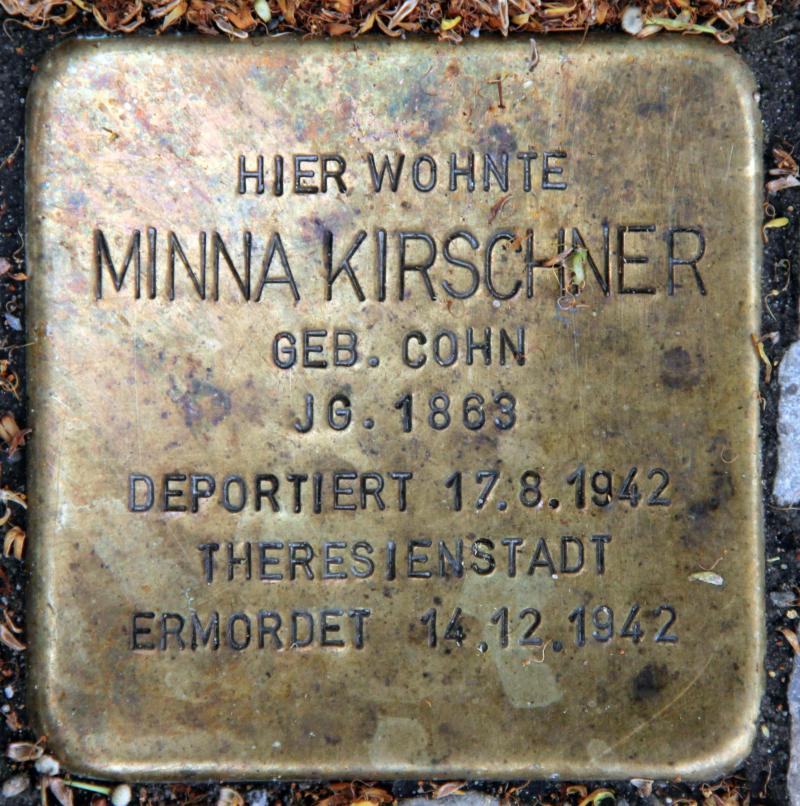 HIER WOHNTE
MINNA KIRSCHNER
GEB. COHN
JG. 1863
DEPORTIERT 17.8.1942
THERESIENSTADT
ERMORDET 14.12.1942